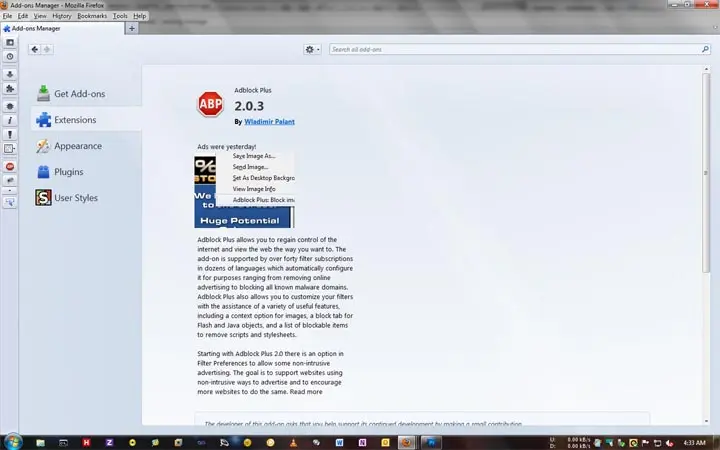 Add-ons Manager - Mozilla Firefox
File Edit View History Bookmarks Tools Help
Add-ons Manager
Search all add-ons
Get Add-ons
Extensions
Appearance
Plugins
User Styles
ABP
Adblock Plus
2.0.3
By Wladimir Palant
Ads were yesterday!
Save Image As...
Send Image...
Set As Desktop Backgro
View Image Info
Adblock Plus: Block im
Huge Potential
Adblock Plus allows you to regain control of the
internet and view the web the way you want to. The
add-on is supported by over forty filter subscriptions
in dozens of languages which automatically configure
it for purposes ranging from removing online
advertising to blocking all known malware domains.
Adblock Plus also allows you to customize your filters
with the assistance of a variety of useful features,
including a context option for images, a block tab for
Flash and Java objects, and a list of blockable items
to remove scripts and stylesheets.
Starting with Adblock Plus 2.0 there is an option in
Filter Preferences to allow some non-intrusive
advertising. The goal is to support websites using
non-intrusive ways to advertise and to encourage
more websites to do the same. Read more
The developer of this add-on asks that you help support its continued development by making a small contribution.
U: 0.00 kB/s
D: 0.00 kB/s
4:33 AM